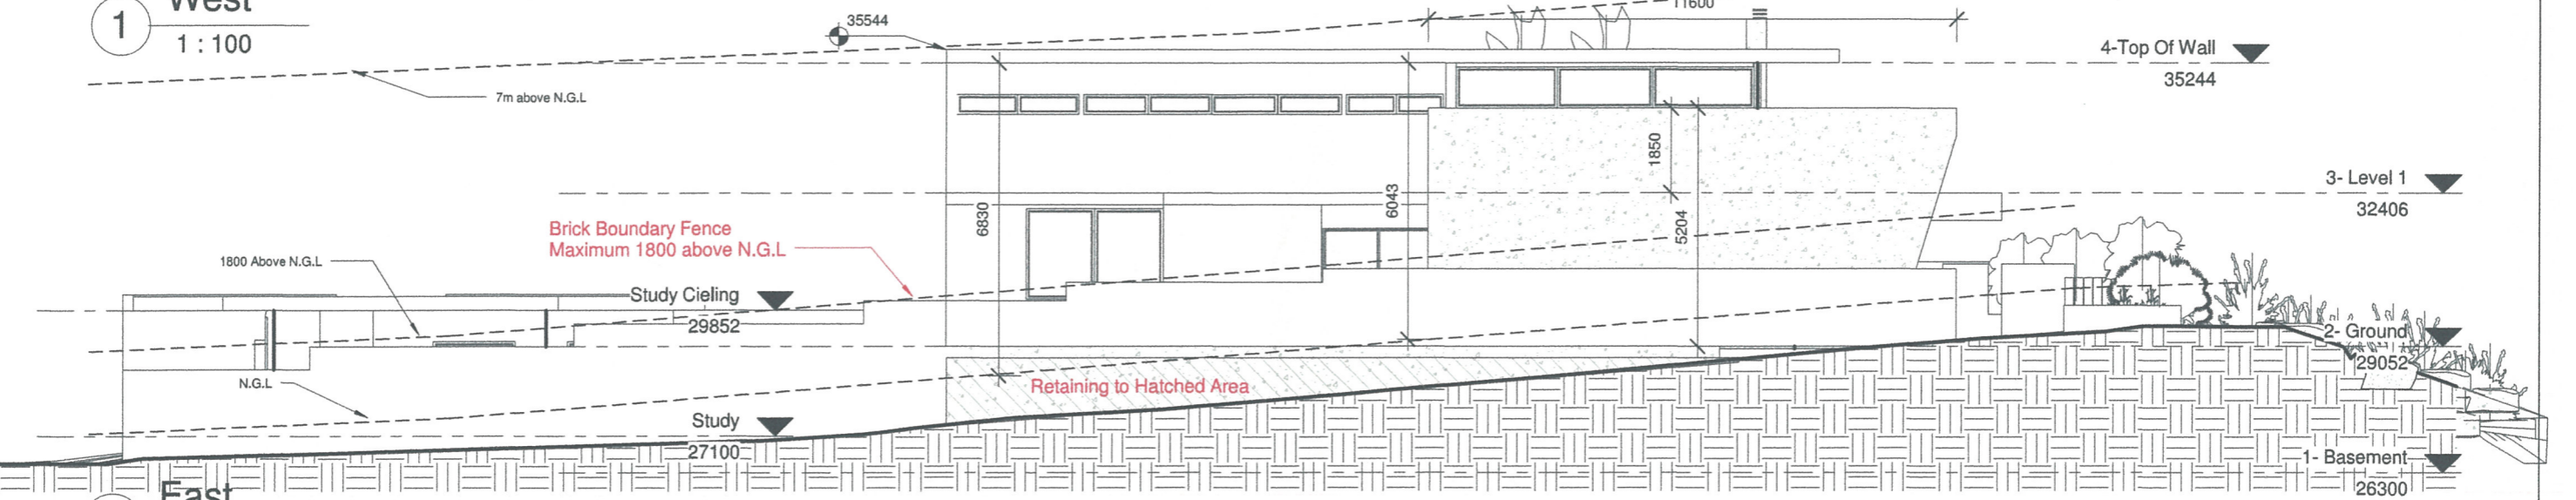 West
1
1 : 100
35544
11600
4-Top Of Wall
35244
7m above N.G.L
1850
3- Level 1
32406
6830
6043
5204
Brick Boundary Fence
Maximum 1800 above N.G.L
1800 Above N.G.L
Study Cieling
29852
2- Ground
29052
N.G.L
Retaining to Hatched Area
Study
27100
1- Basement
26300
East